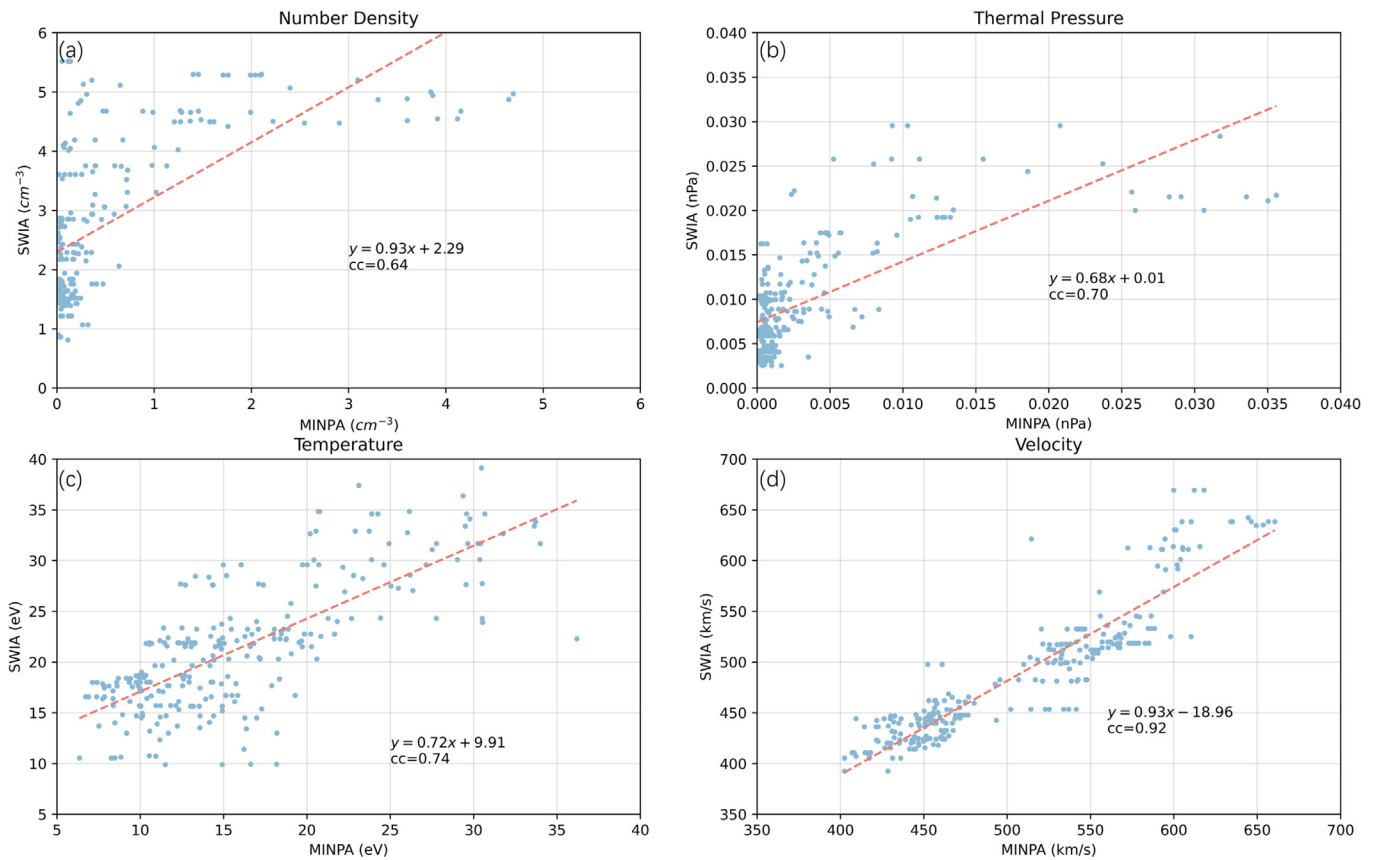 Number Density
(a)
6
5
4
3
2
1
0
SWIA (cm⁻³)
y = 0.93x + 2.29
cc=0.64
0 1 2 3 4 5 6
MINPA (cm⁻³)
Thermal Pressure
(b)
0.040
0.035
0.030
0.025
0.020
0.015
0.010
0.005
0.000
SWIA (nPa)
y = 0.68x + 0.01
cc=0.70
0.000 0.005 0.010 0.015 0.020 0.025 0.030 0.035 0.040
MINPA (nPa)
Temperature
(c)
40
35
30
25
20
15
10
5
SWIA (eV)
y = 0.72x + 9.91
cc=0.74
5 10 15 20 25 30 35 40
MINPA (eV)
Velocity
(d)
700
650
600
550
500
450
400
350
SWIA (km/s)
y = 0.93x − 18.96
cc=0.92
350 400 450 500 550 600 650 700
MINPA (km/s)